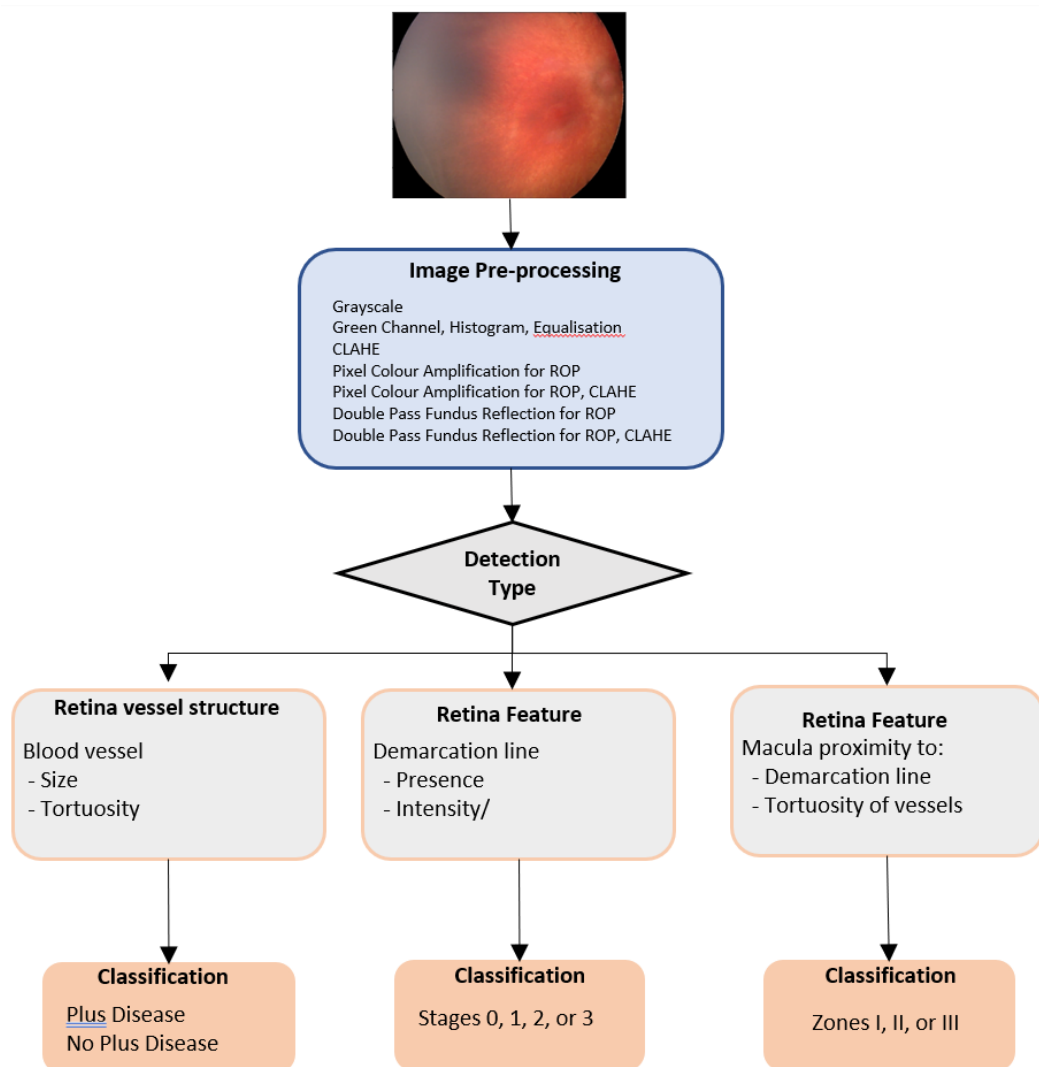 Image Pre-processing
Grayscale
Green Channel, Histogram, Equalisation
CLAHE
Pixel Colour Amplification for ROP
Pixel Colour Amplification for ROP, CLAHE
Double Pass Fundus Reflection for ROP
Double Pass Fundus Reflection for ROP, CLAHE
Detection
Type
Retina vessel structure
Blood vessel
- Size
- Tortuosity
Retina Feature
Demarcation line
- Presence
- Intensity/
Retina Feature
Macula proximity to:
- Demarcation line
- Tortuosity of vessels
Classification
Plus Disease
No Plus Disease
Classification
Stages 0, 1, 2, or 3
Classification
Zones I, II, or III